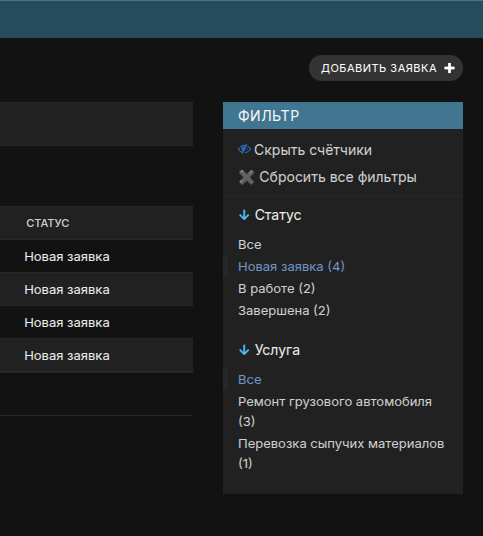 ДОБАВИТЬ ЗАЯВКА
ФИЛЬТР
Скрыть счётчики
Сбросить все фильтры
Статус
Все
Новая заявка (4)
В работе (2)
Завершена (2)
Услуга
Все
Ремонт грузового автомобиля
(3)
Перевозка сыпучих материалов
(1)
СТАТУС
Новая заявка
Новая заявка
Новая заявка
Новая заявка